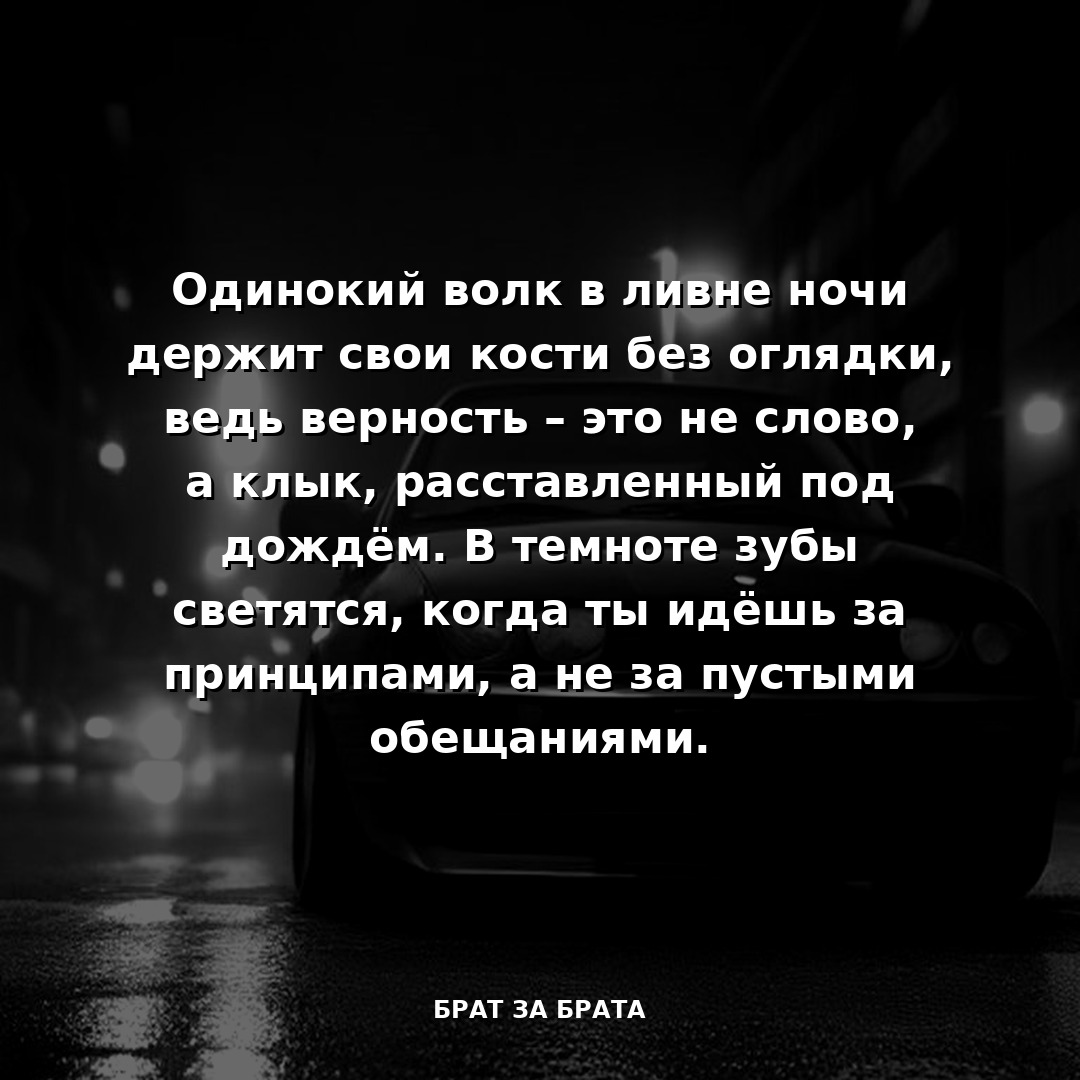 Одинокий волк в ливне ночи
держит свои кости без оглядки,
ведь верность – это не слово,
а клык, расставленный под
дождём. В темноте зубы
светятся, когда ты идёшь за
принципами, а не за пустыми
обещаниями.
БРАТ ЗА БРАТА